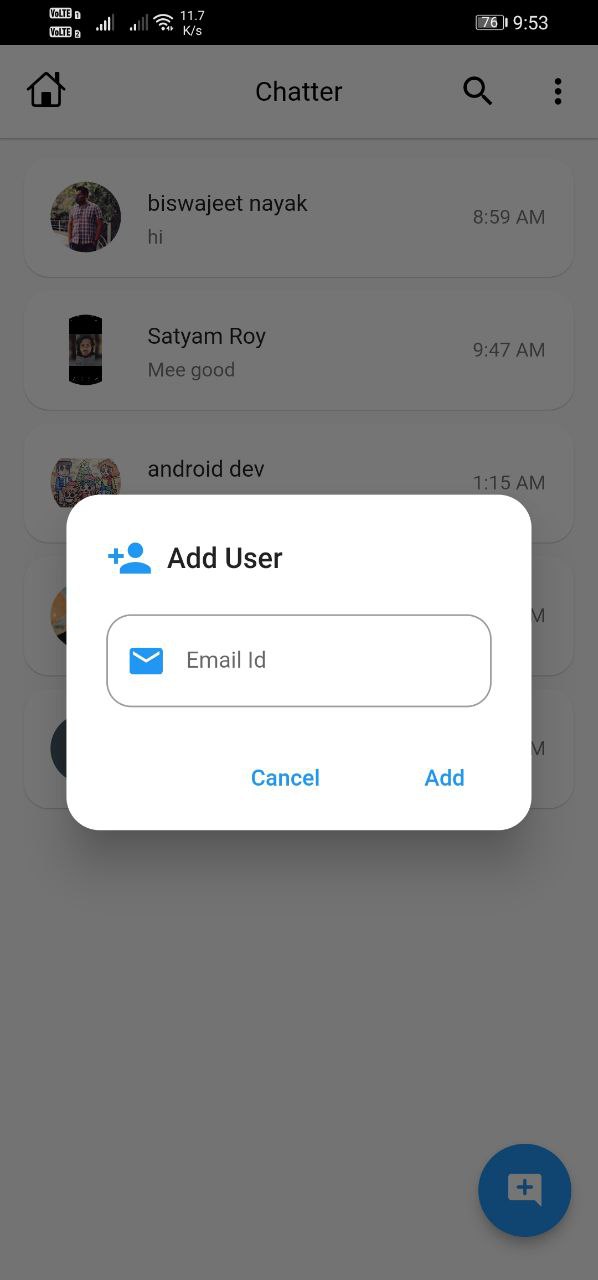 VoLTE 1
VoLTE 2
11.7
K/s
76
9:53
Chatter
biswajeet nayak
hi
8:59 AM
Satyam Roy
Mee good
9:47 AM
android dev
1:15 AM
M
Add User
Email Id
M
Cancel
Add